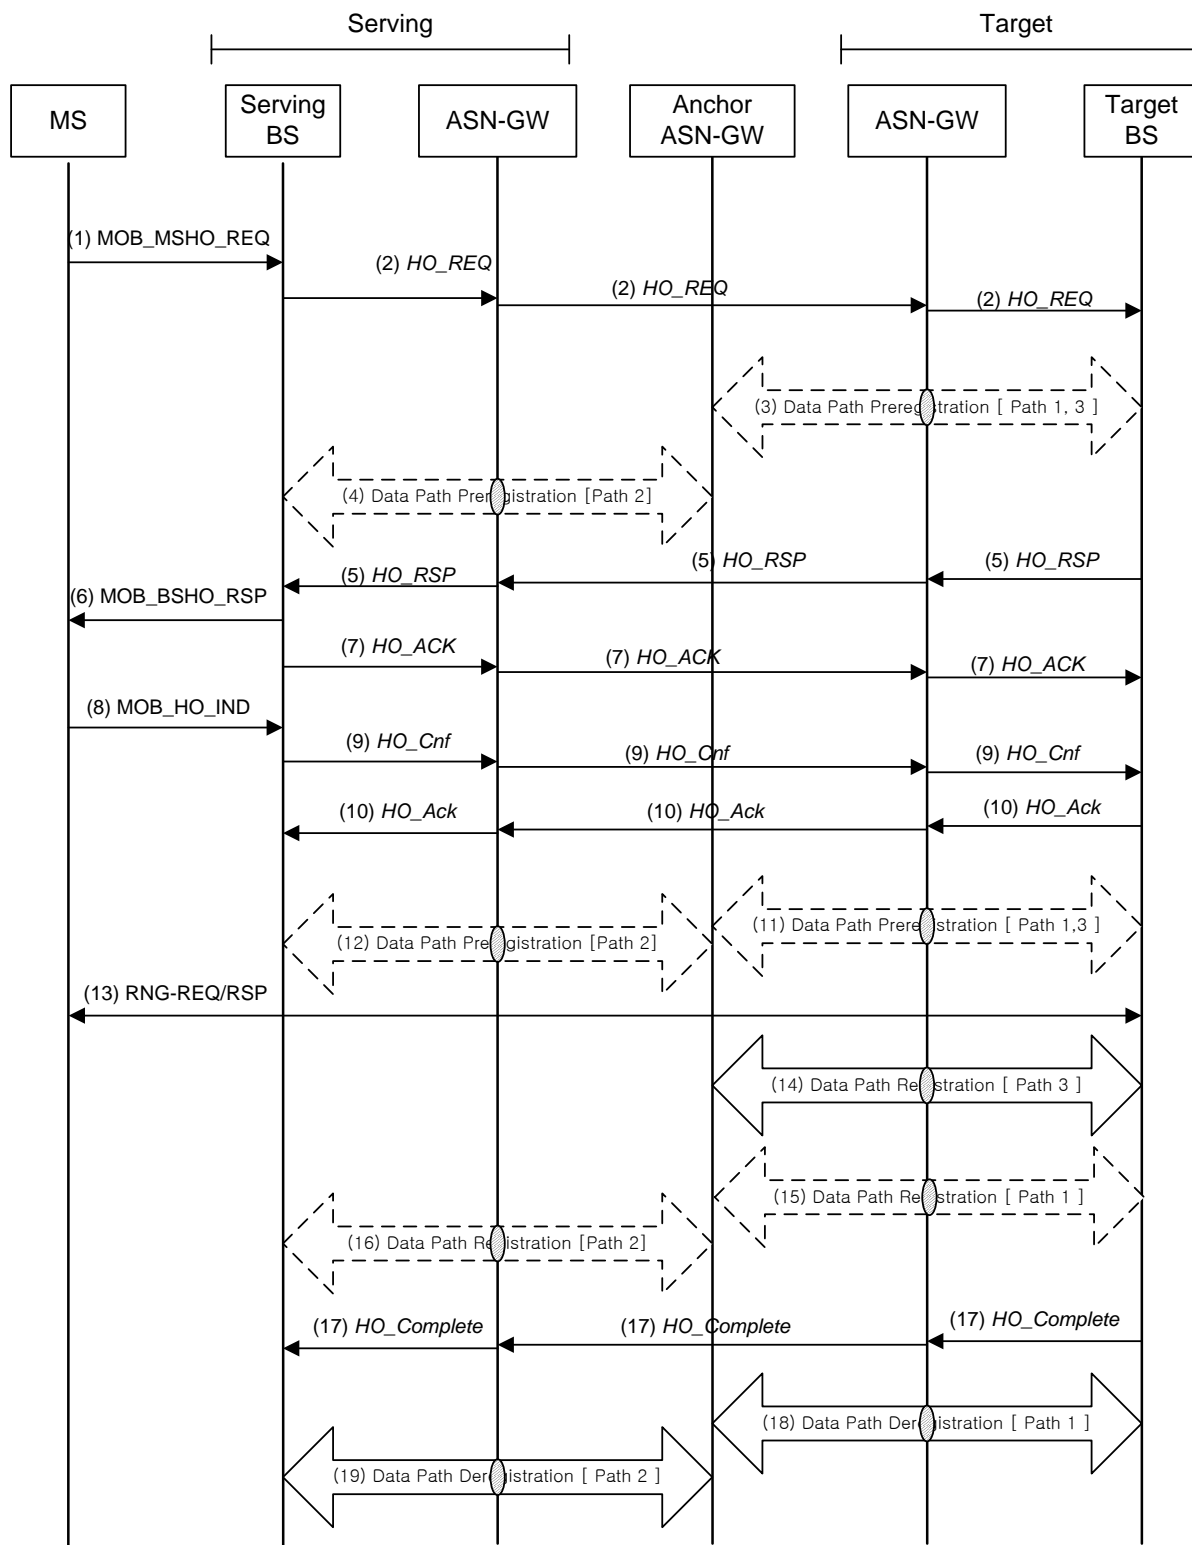 Serving
Target
MS
Serving
BS
ASN-GW
Anchor
ASN-GW
ASN-GW
Target
BS
(1) MOB_MSHO_REQ
(2) HO_REQ
(2) HO_REQ
(2) HO_REQ
(3) Data Path Preregistration [ Path 1, 3 ]
(4) Data Path Preregistration [Path 2]
(5) HO_RSP
(5) HO_RSP
(5) HO_RSP
(6) MOB_BSHO_RSP
(7) HO_ACK
(7) HO_ACK
(7) HO_ACK
(8) MOB_HO_IND
(9) HO_Cnf
(9) HO_Cnf
(9) HO_Cnf
(10) HO_Ack
(10) HO_Ack
(10) HO_Ack
(11) Data Path Preregistration [ Path 1,3 ]
(12) Data Path Preregistration [Path 2]
(13) RNG-REQ/RSP
(14) Data Path Registration [ Path 3 ]
(15) Data Path Registration [ Path 1 ]
(16) Data Path Registration [Path 2]
(17) HO_Complete
(17) HO_Complete
(17) HO_Complete
(18) Data Path Deregistration [ Path 1 ]
(19) Data Path Deregistration [ Path 2 ]